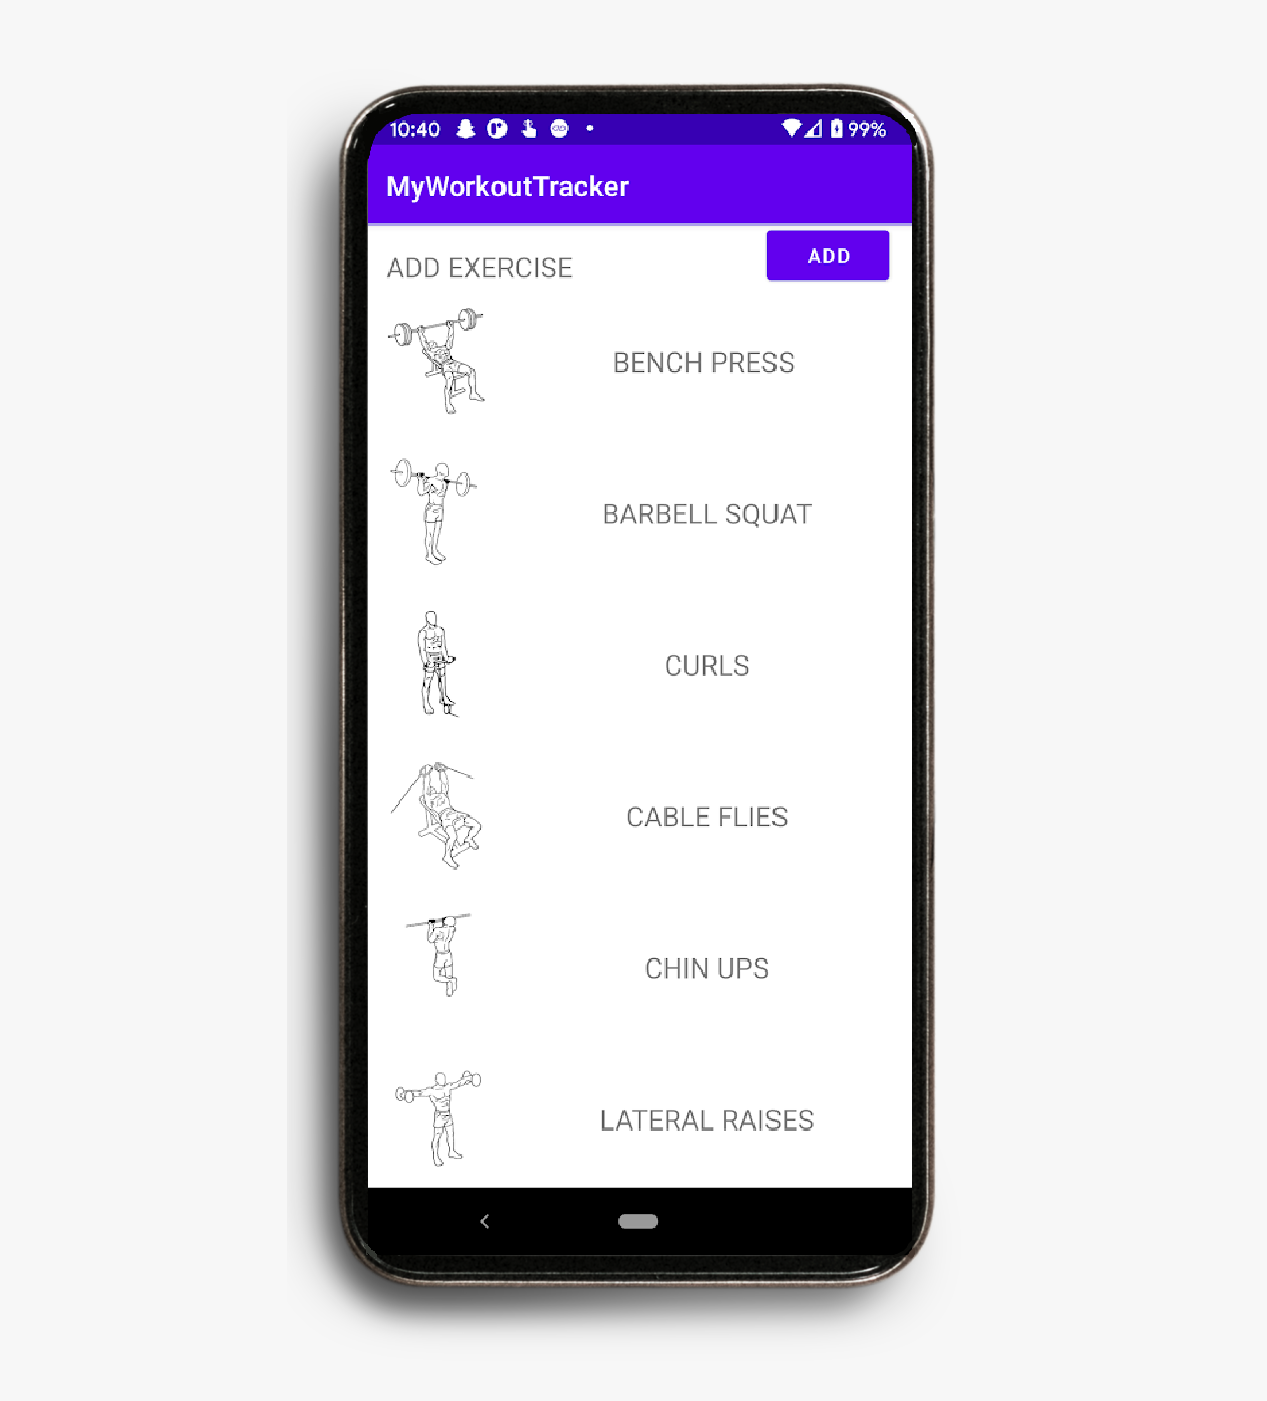 10:40
99%
MyWorkoutTracker
ADD EXERCISE
ADD
BENCH PRESS
BARBELL SQUAT
CURLS
CABLE FLIES
CHIN UPS
LATERAL RAISES